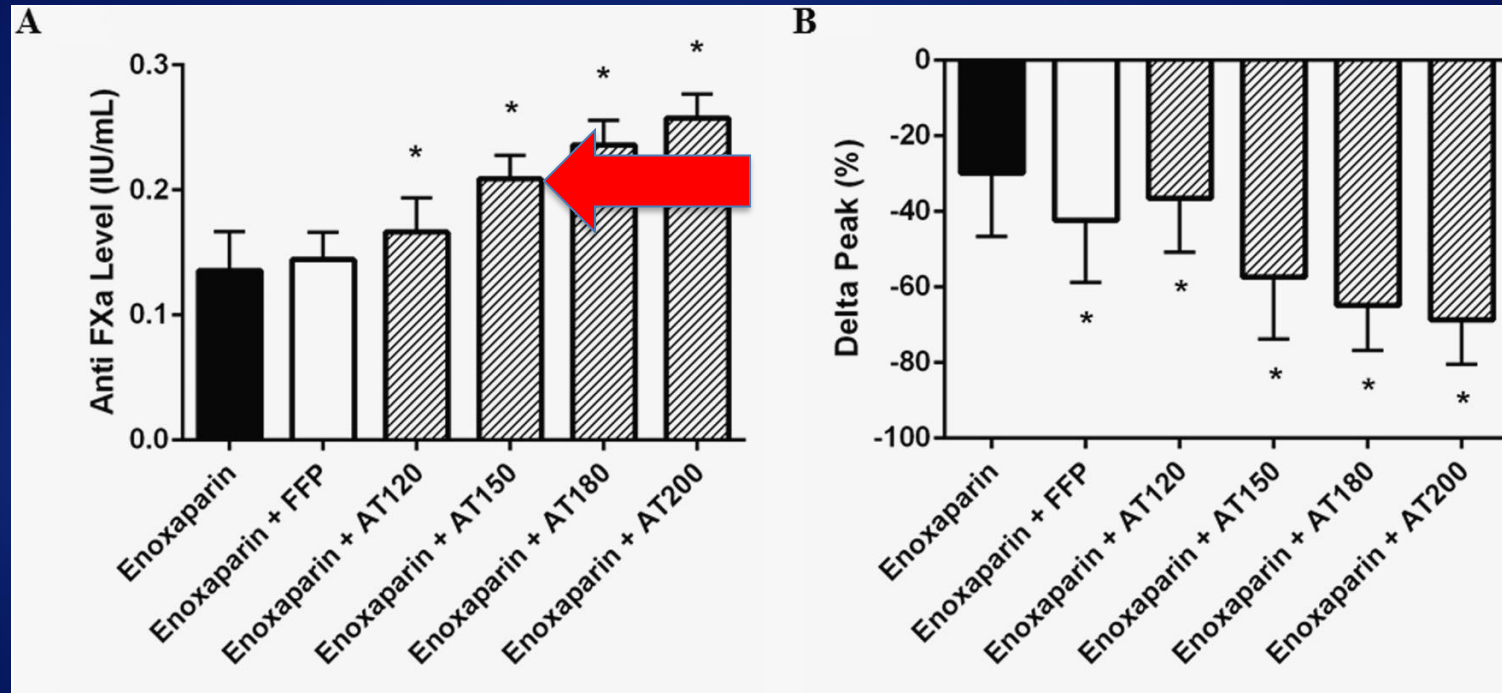 A
Anti FXa Level (IU/mL)
0.3
0.2
0.1
0.0
*
*
*
*
Enoxaparin
Enoxaparin + FFP
Enoxaparin + AT120
Enoxaparin + AT150
Enoxaparin + AT180
Enoxaparin + AT200
B
Delta Peak (%)
0
-20
-40
-60
-80
-100
*
*
*
*
*
Enoxaparin
Enoxaparin + FFP
Enoxaparin + AT120
Enoxaparin + AT150
Enoxaparin + AT180
Enoxaparin + AT200